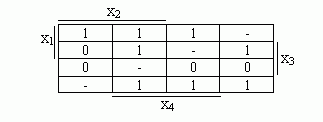 X2
X1 1 1 1 -
0 1 - 1
0 - 0 0 X3
- 1 1 1
X4